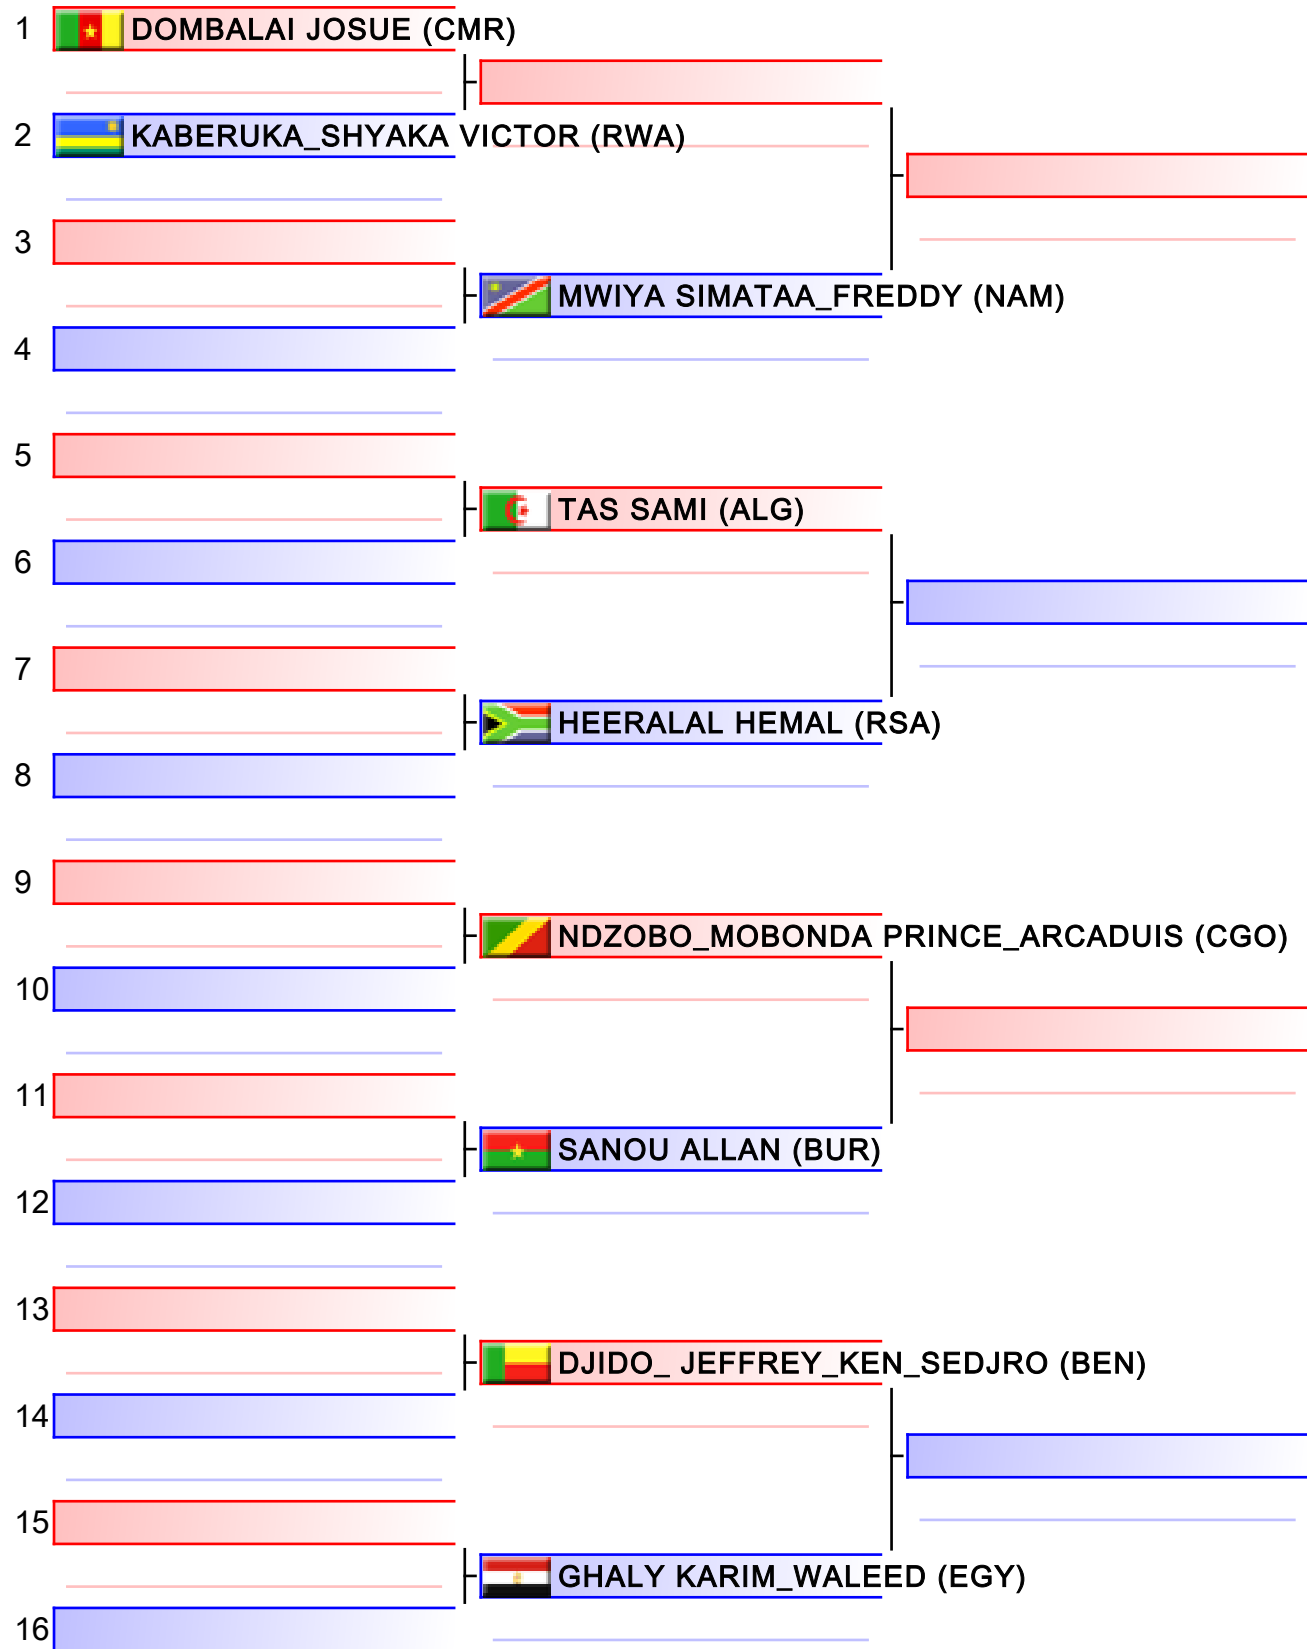 1 DOMBALAI JOSUE (CMR)
2 KABERUKA_SHYAKA VICTOR (RWA)
3
MWIYA SIMATAA_FREDDY (NAM)
4
5
TAS SAMI (ALG)
6
7
HEERALAL HEMAL (RSA)
8
9
NDZOBO_MOBONDA PRINCE_ARCADUIS (CGO)
10
11
SANOU ALLAN (BUR)
12
13
DJIDO_ JEFFREY_KEN_SEDJRO (BEN)
14
15
GHALY KARIM_WALEED (EGY)
16